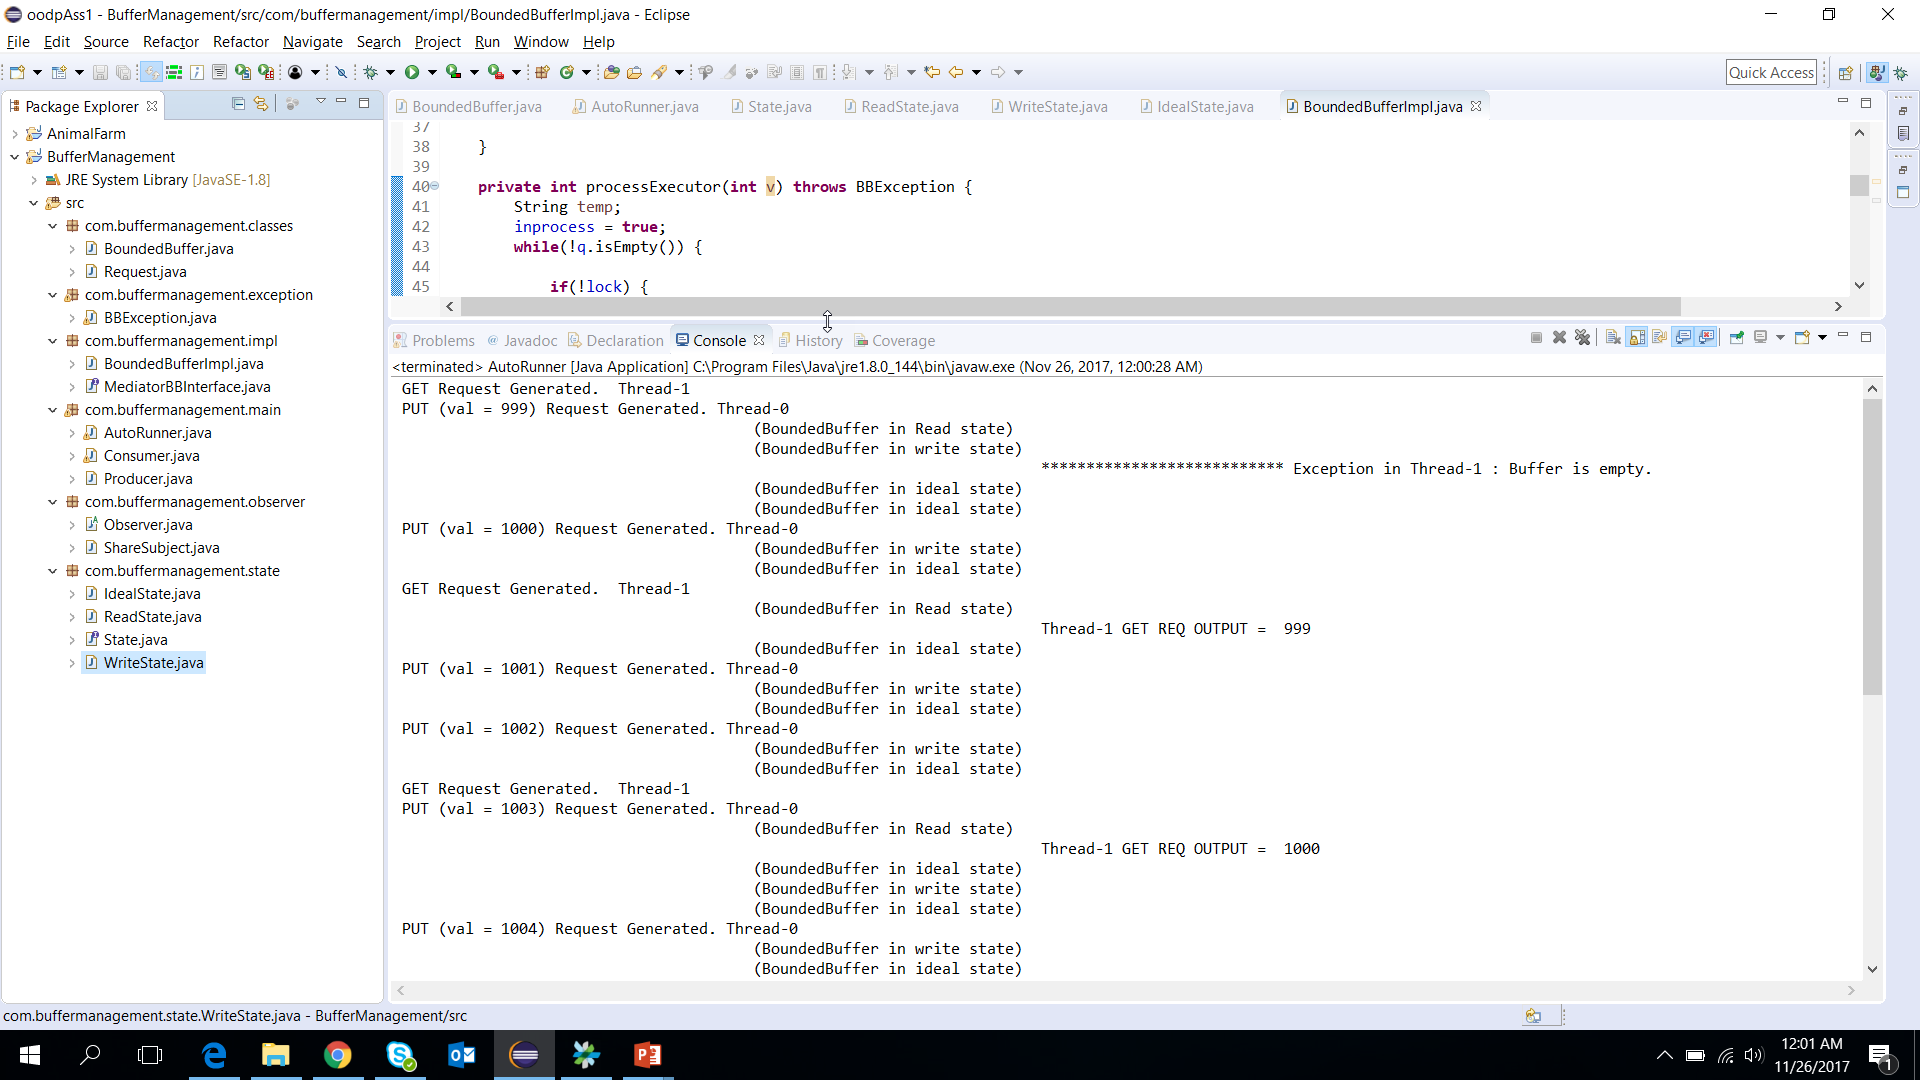 oodpAss1 - BufferManagement/src/com/buffermanagement/impl/BoundedBufferImpl.java - Eclipse
File Edit Source Refactor Refactor Navigate Search Project Run Window Help
Quick Access
Package Explorer
AnimalFarm
BufferManagement
JRE System Library [JavaSE-1.8]
src
com.buffermanagement.classes
BoundedBuffer.java
Request.java
com.buffermanagement.exception
BBException.java
com.buffermanagement.impl
BoundedBufferImpl.java
MediatorBBInterface.java
com.buffermanagement.main
AutoRunner.java
Consumer.java
Producer.java
com.buffermanagement.observer
Observer.java
ShareSubject.java
com.buffermanagement.state
IdealState.java
ReadState.java
State.java
WriteState.java
BoundedBuffer.java AutoRunner.java State.java ReadState.java WriteState.java IdealState.java BoundedBufferImpl.java
37
38 }
39
40 private int processExecutor(int v) throws BBException {
41 String temp;
42 inprocess = true;
43 while(!q.isEmpty()) {
44
45 if(!lock) {
Problems @ Javadoc Declaration Console History Coverage
<terminated> AutoRunner [Java Application] C:\Program Files\Java\jre1.8.0_144\bin\javaw.exe (Nov 26, 2017, 12:00:28 AM)
GET Request Generated. Thread-1
PUT (val = 999) Request Generated. Thread-0
(BoundedBuffer in Read state)
(BoundedBuffer in write state)
*************************** Exception in Thread-1 : Buffer is empty.
(BoundedBuffer in ideal state)
(BoundedBuffer in ideal state)
PUT (val = 1000) Request Generated. Thread-0
(BoundedBuffer in write state)
(BoundedBuffer in ideal state)
GET Request Generated. Thread-1
(BoundedBuffer in Read state)
Thread-1 GET REQ OUTPUT = 999
(BoundedBuffer in ideal state)
PUT (val = 1001) Request Generated. Thread-0
(BoundedBuffer in write state)
(BoundedBuffer in ideal state)
PUT (val = 1002) Request Generated. Thread-0
(BoundedBuffer in write state)
(BoundedBuffer in ideal state)
GET Request Generated. Thread-1
PUT (val = 1003) Request Generated. Thread-0
(BoundedBuffer in Read state)
Thread-1 GET REQ OUTPUT = 1000
(BoundedBuffer in ideal state)
(BoundedBuffer in write state)
(BoundedBuffer in ideal state)
PUT (val = 1004) Request Generated. Thread-0
(BoundedBuffer in write state)
(BoundedBuffer in ideal state)
com.buffermanagement.state.WriteState.java - BufferManagement/src
12:01 AM
11/26/2017
1